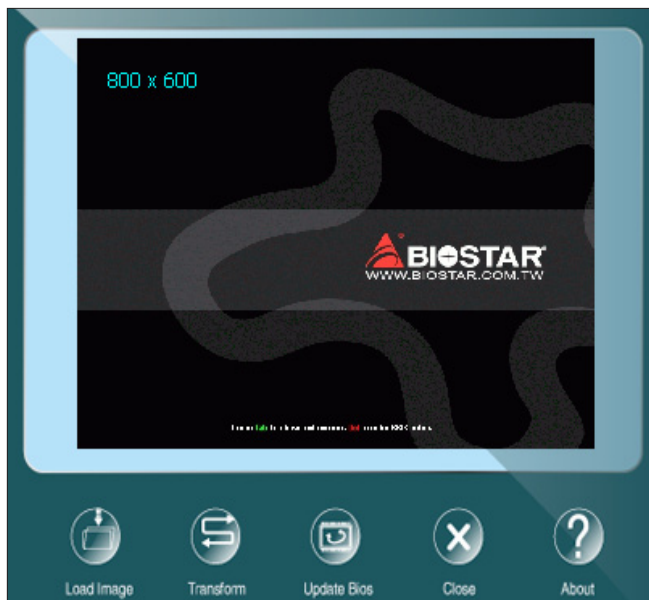 800 x 600
BIOSTAR
WWW.BIOSTAR.COM.TW
Load Image
Transform
Update Bios
Close
About